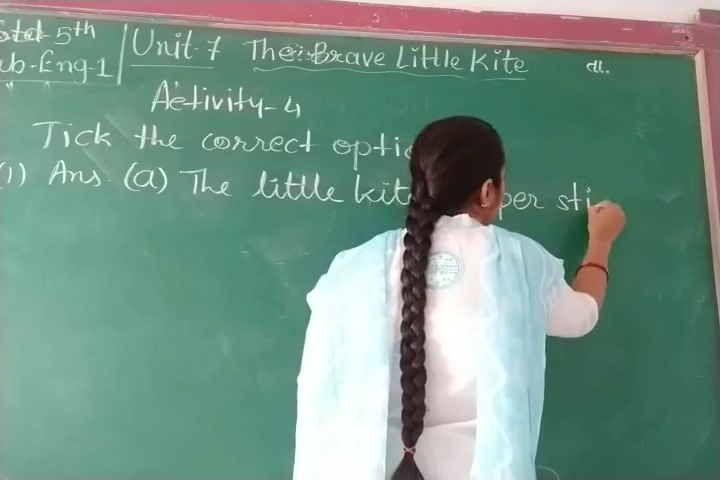 Std-5th
Sub-Eng-1
Unit-7 The Brave Little Kite
dt.
Activity-4
Tick the correct optio
(1) Ans. (a) The little kite per sti